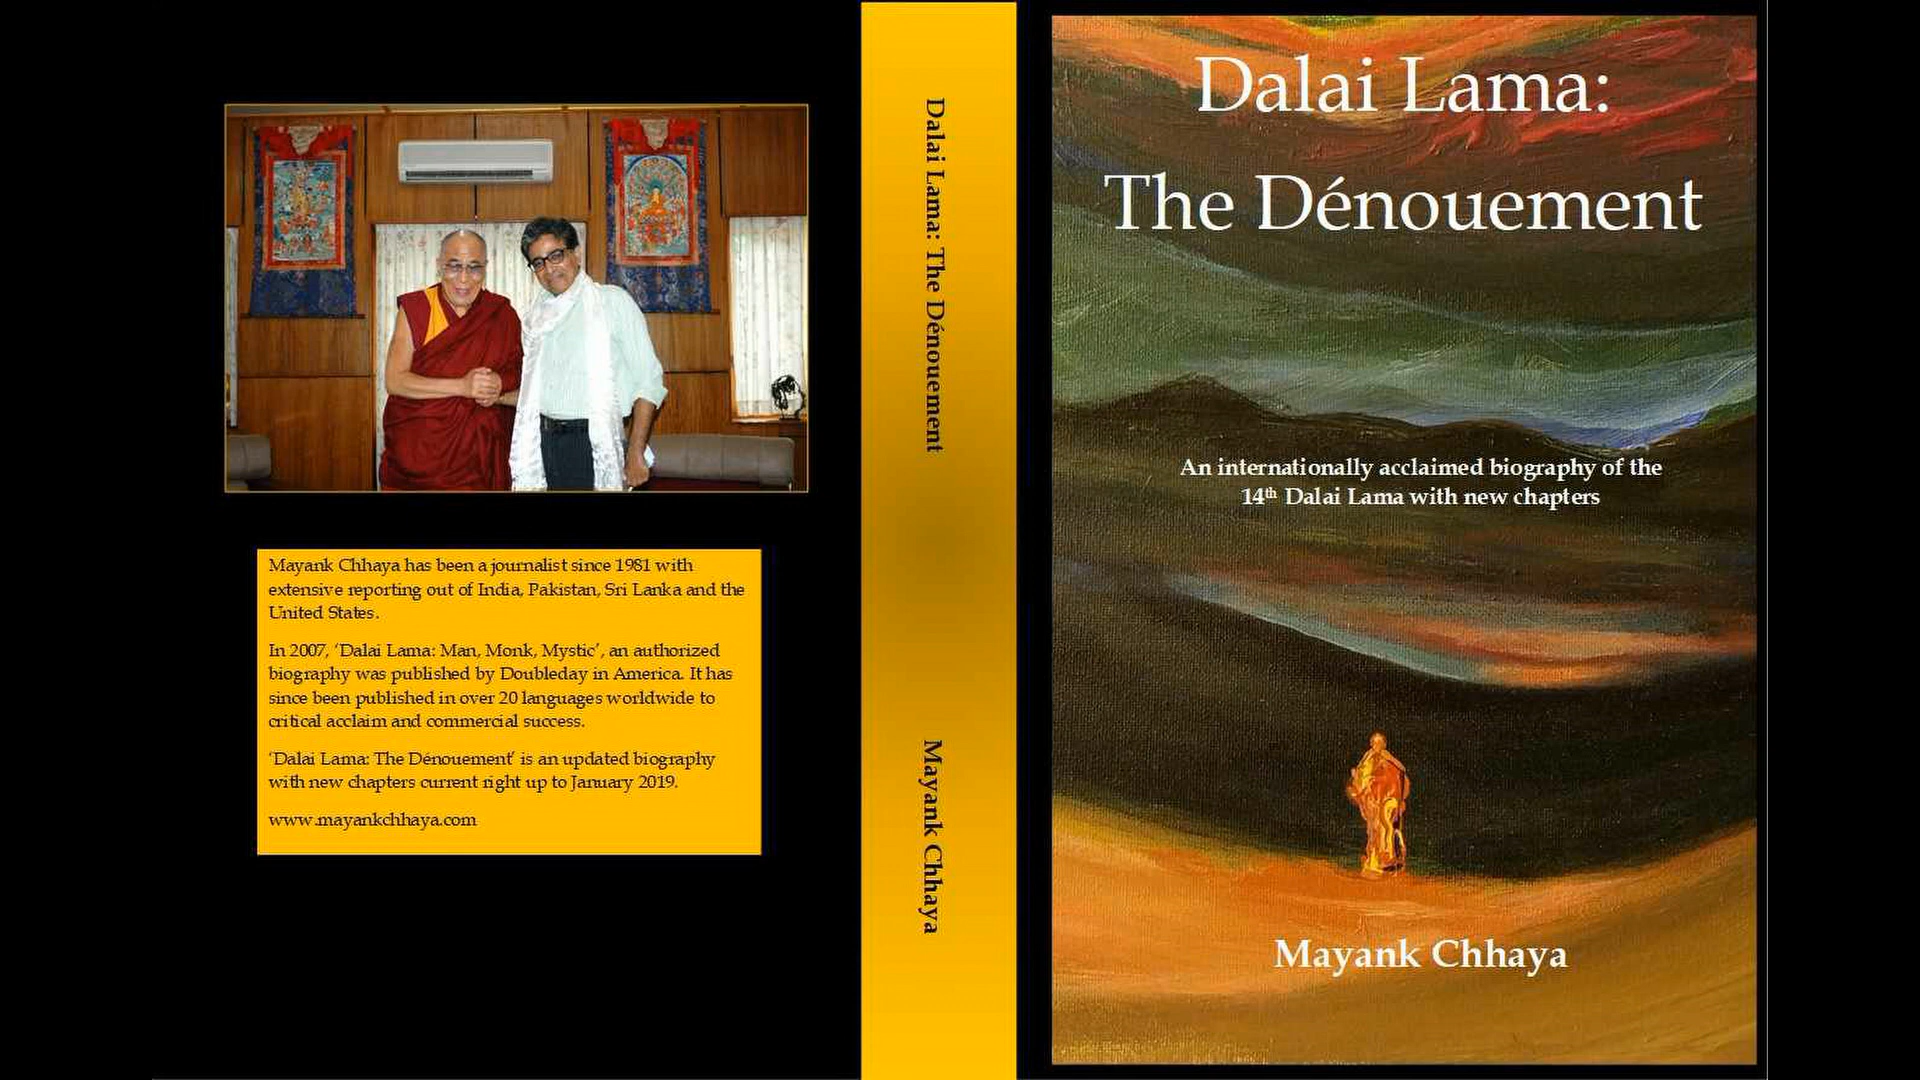 Mayank Chhaya has been a journalist since 1981 with
extensive reporting out of India, Pakistan, Sri Lanka and the
United States.
In 2007, ‘Dalai Lama: Man, Monk, Mystic’, an authorized
biography was published by Doubleday in America. It has
since been published in over 20 languages worldwide to
critical acclaim and commercial success.
‘Dalai Lama: The Dénouement’ is an updated biography
with new chapters current right up to January 2019.
www.mayankchhaya.com
Dalai Lama: The Dénouement
Mayank Chhaya
Dalai Lama:
The Dénouement
An internationally acclaimed biography of the
14th Dalai Lama with new chapters
Mayank Chhaya